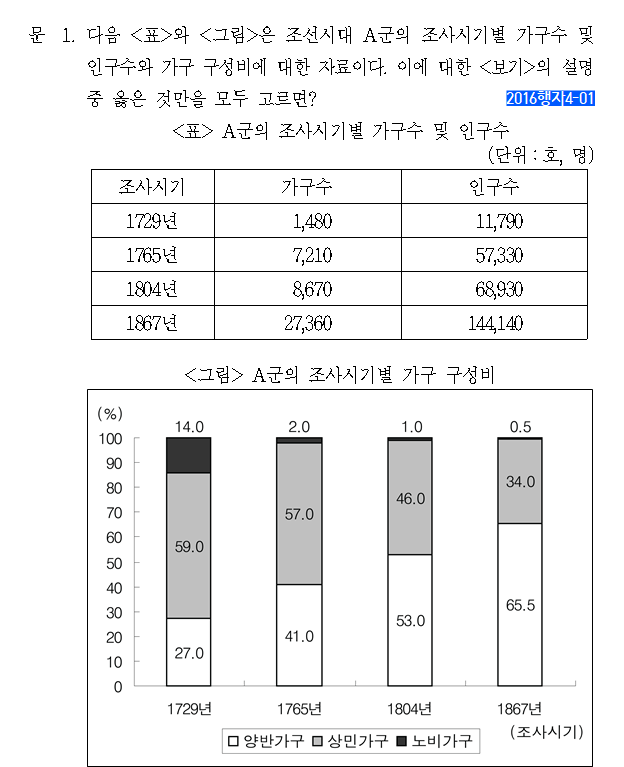 문 1. 다음 <표>와 <그림>은 조선시대 A군의 조사시기별 가구수 및
인구수와 가구 구성비에 대한 자료이다. 이에 대한 <보기>의 설명
중 옳은 것만을 모두 고르면?
2016행자4-01
<표> A군의 조사시기별 가구수 및 인구수
(단위 : 호, 명)
조사시기 가구수 인구수
1729년 1,480 11,790
1765년 7,210 57,330
1804년 8,670 68,930
1867년 27,360 144,140
<그림> A군의 조사시기별 가구 구성비
(%)
14.0 2.0 1.0 0.5
100
90
80
70
60
50
40
30
20
10
0
59.0 57.0 46.0 34.0
27.0 41.0 53.0 65.5
1729년 1765년 1804년 1867년
(조사시기)
양반가구 상민가구 노비가구